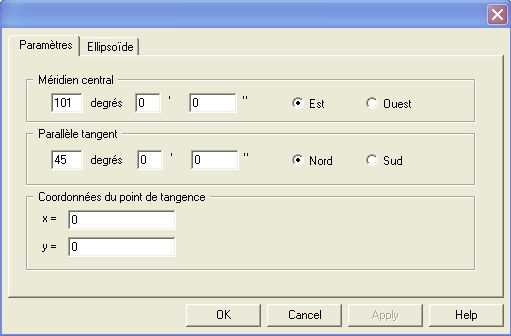 Paramètres Ellipsoïde
Méridien central
101 degrés 0 ' 0 " Est Ouest
Parallèle tangent
45 degrés 0 ' 0 " Nord Sud
Coordonnées du point de tangence
x = 0
y = 0
OK Cancel Apply Help